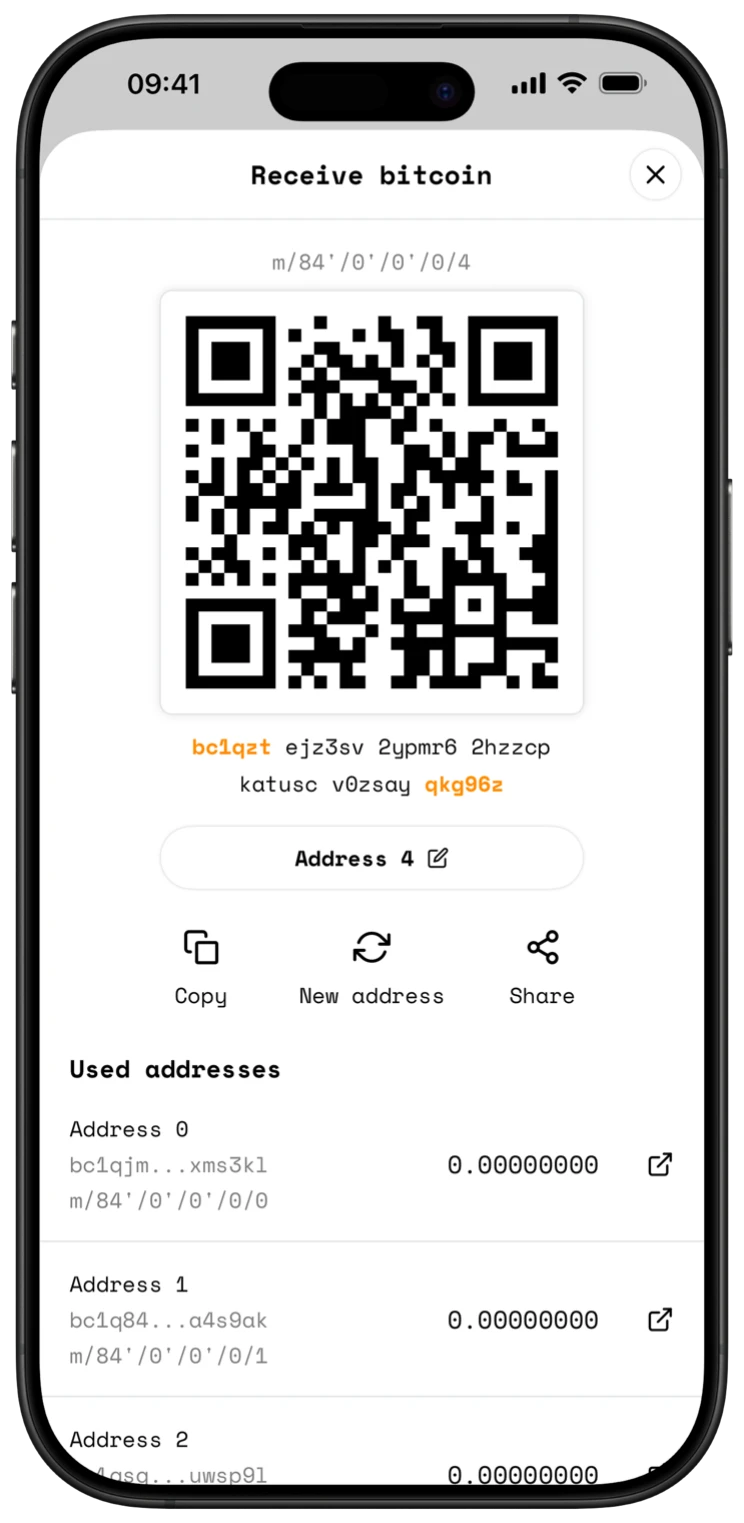 09:41
Receive bitcoin
m/84'/0'/0'/0/4
bc1qzt ejz3sv 2ypmr6 2hzzcp
katusc v0zsay qkg96z
Address 4
Copy New address Share
Used addresses
Address 0
bc1qjm...xms3kl 0.00000000
m/84'/0'/0'/0/0
Address 1
bc1q84...a4s9ak 0.00000000
m/84'/0'/0'/0/1
Address 2
0.00000000